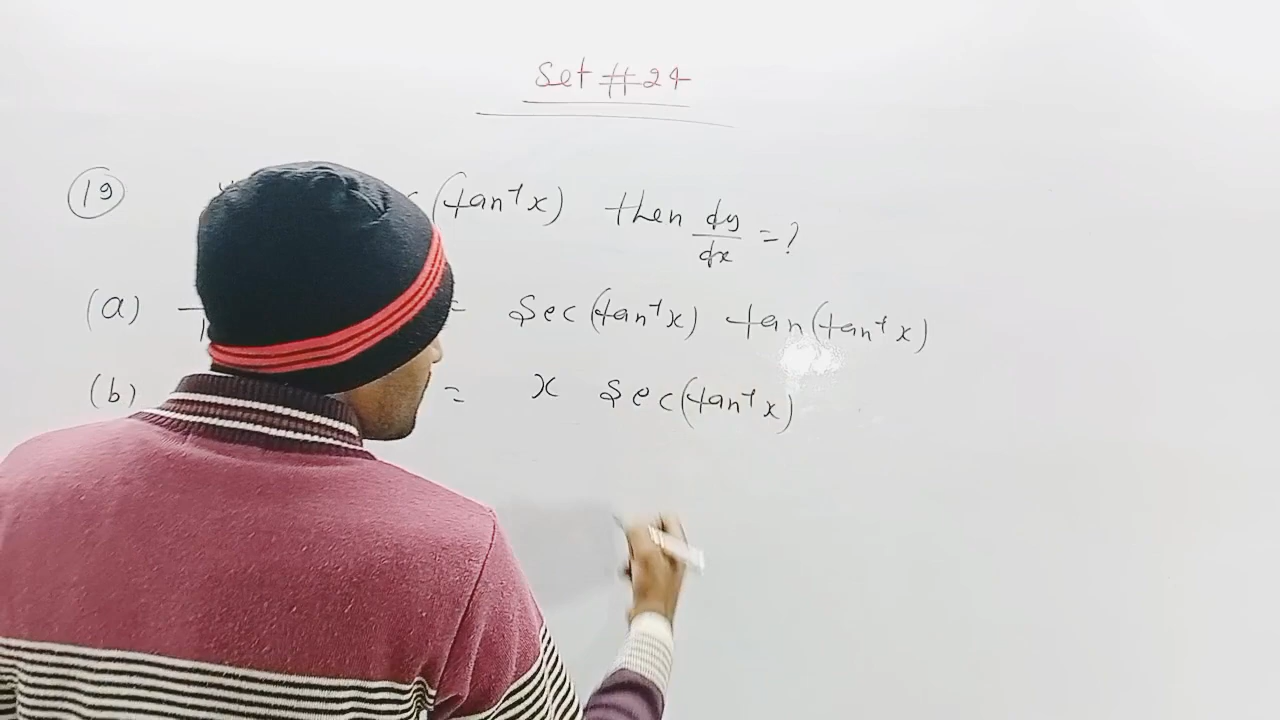 Set #24
(19) (tan⁻¹x) then dy/dx = ?
(a) = Sec(tan⁻¹x) tan(tan⁻¹x)
(b) = x Sec(tan⁻¹x)